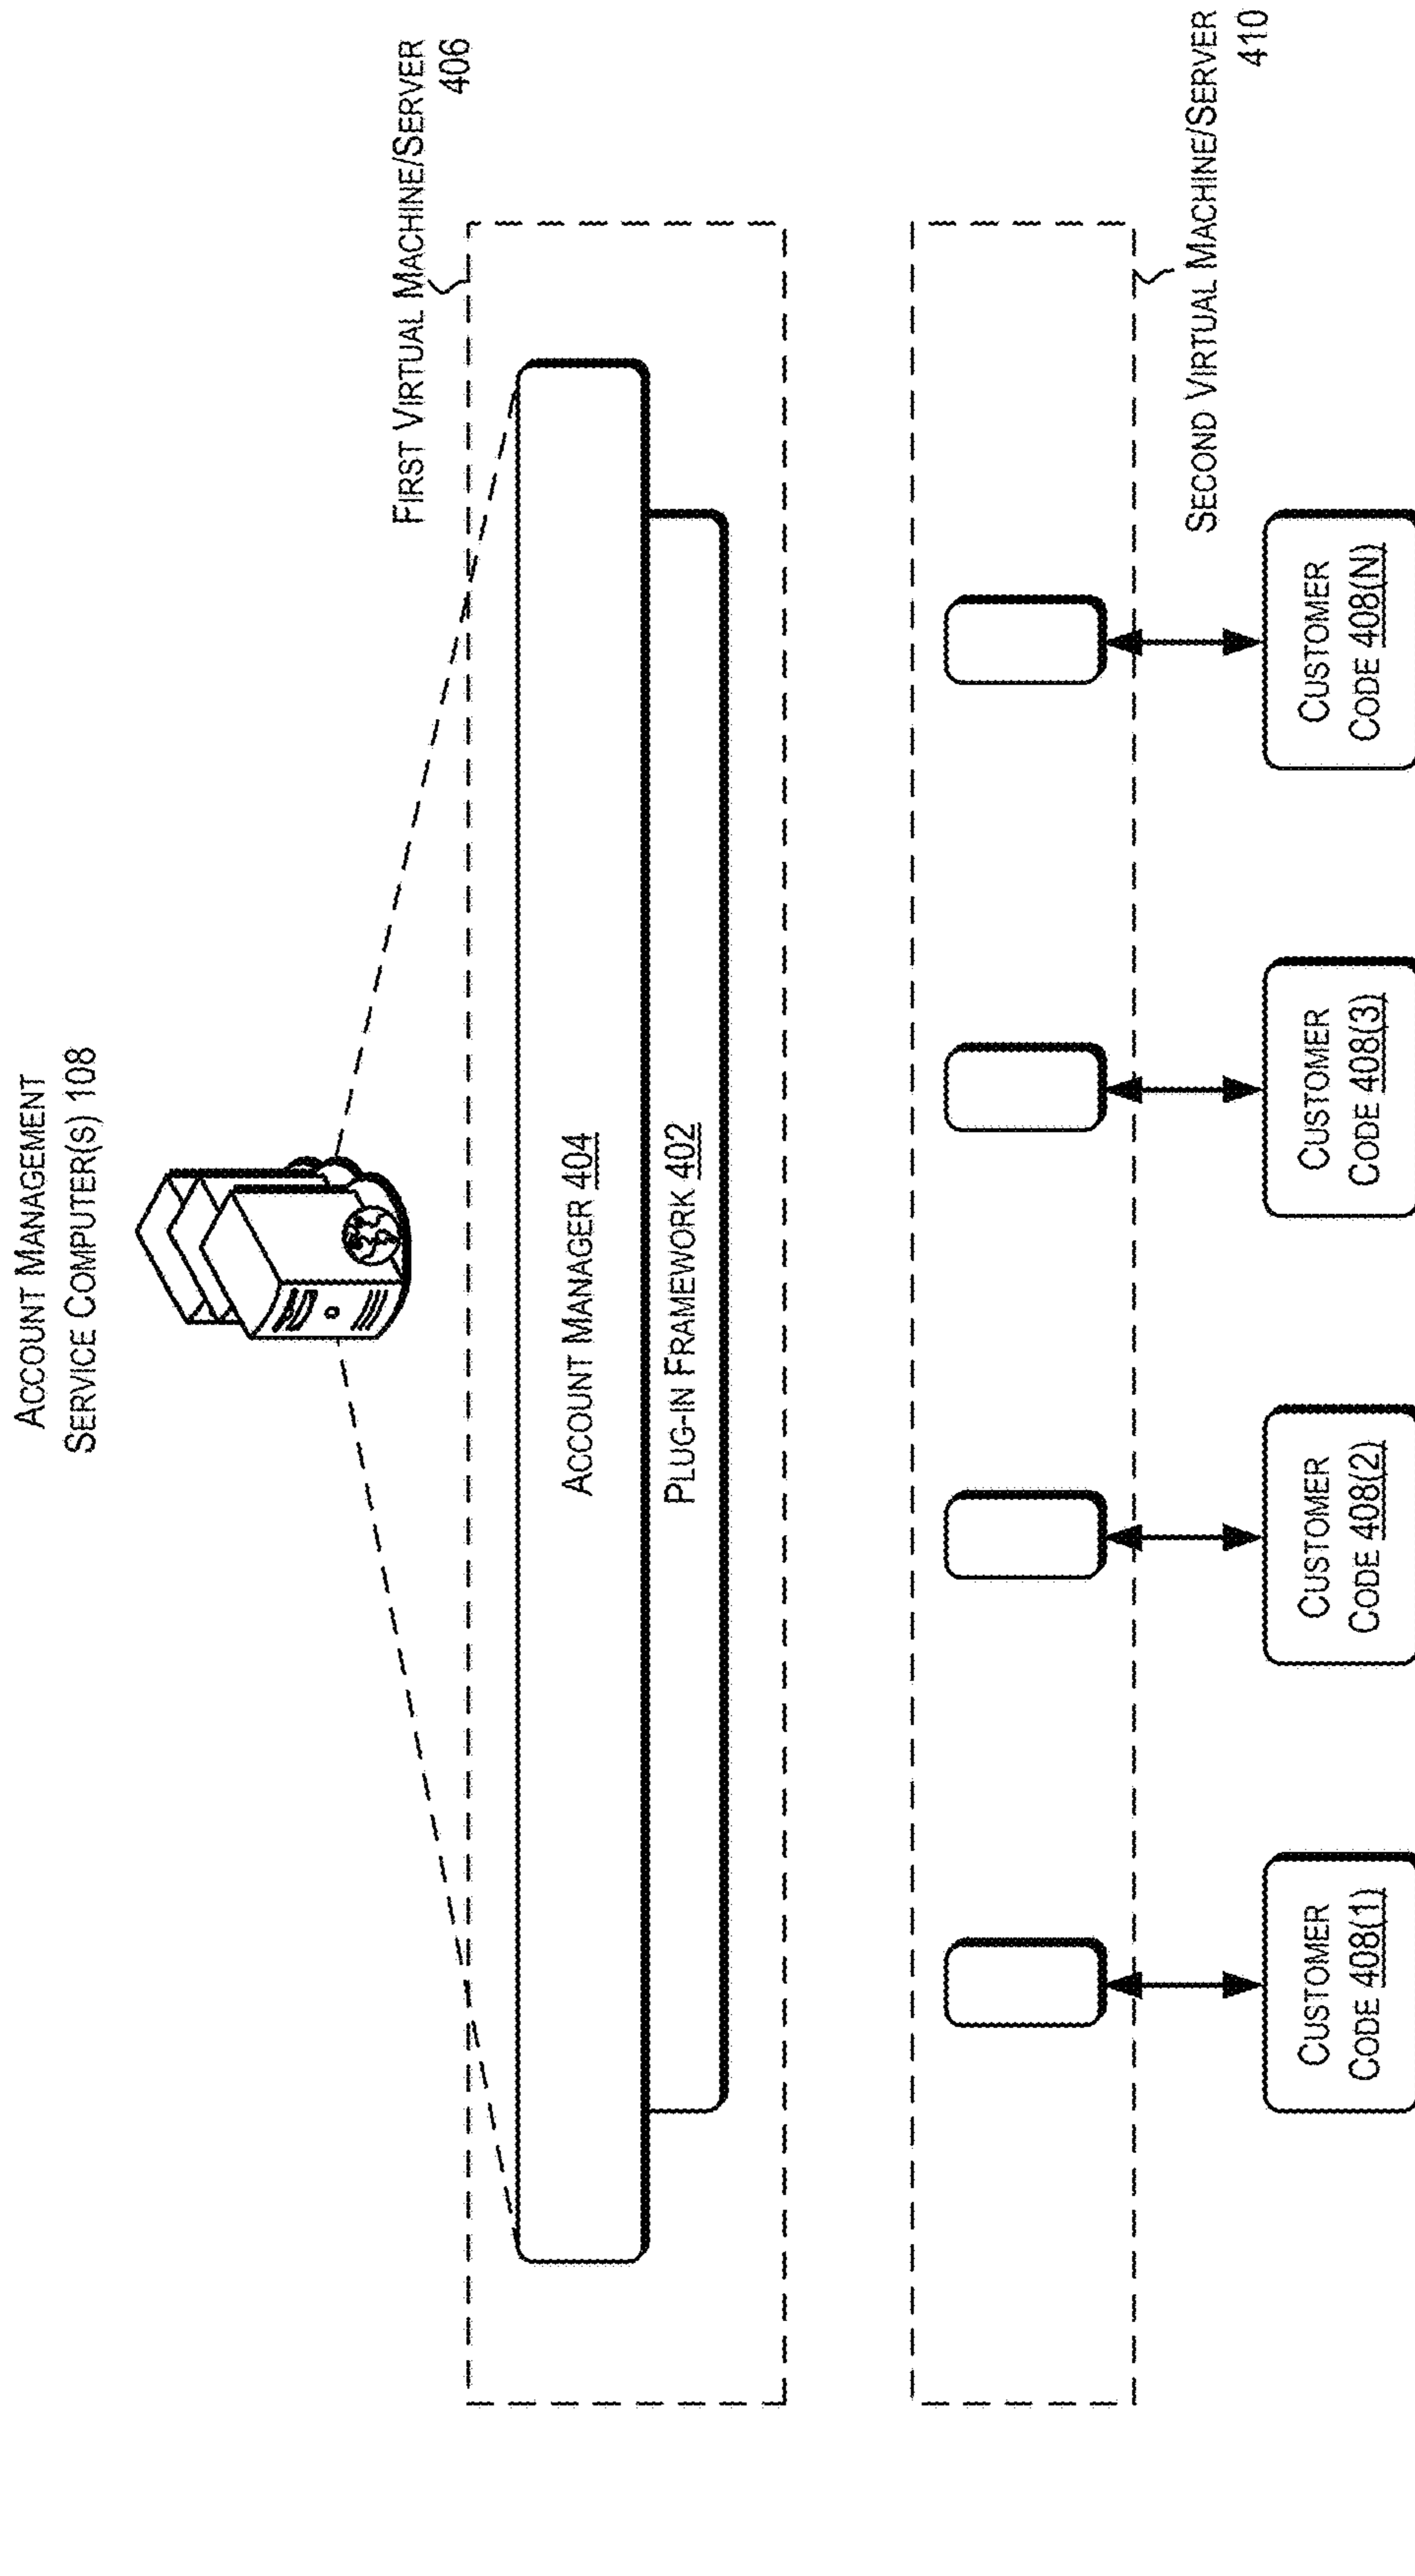 ACCOUNT MANAGEMENT
SERVICE COMPUTER(S) 108
FIRST VIRTUAL MACHINE/SERVER
406
ACCOUNT MANAGER 404
PLUG-IN FRAMEWORK 402
SECOND VIRTUAL MACHINE/SERVER
410
CUSTOMER
CODE 408(1)
CUSTOMER
CODE 408(2)
CUSTOMER
CODE 408(3)
CUSTOMER
CODE 408(N)